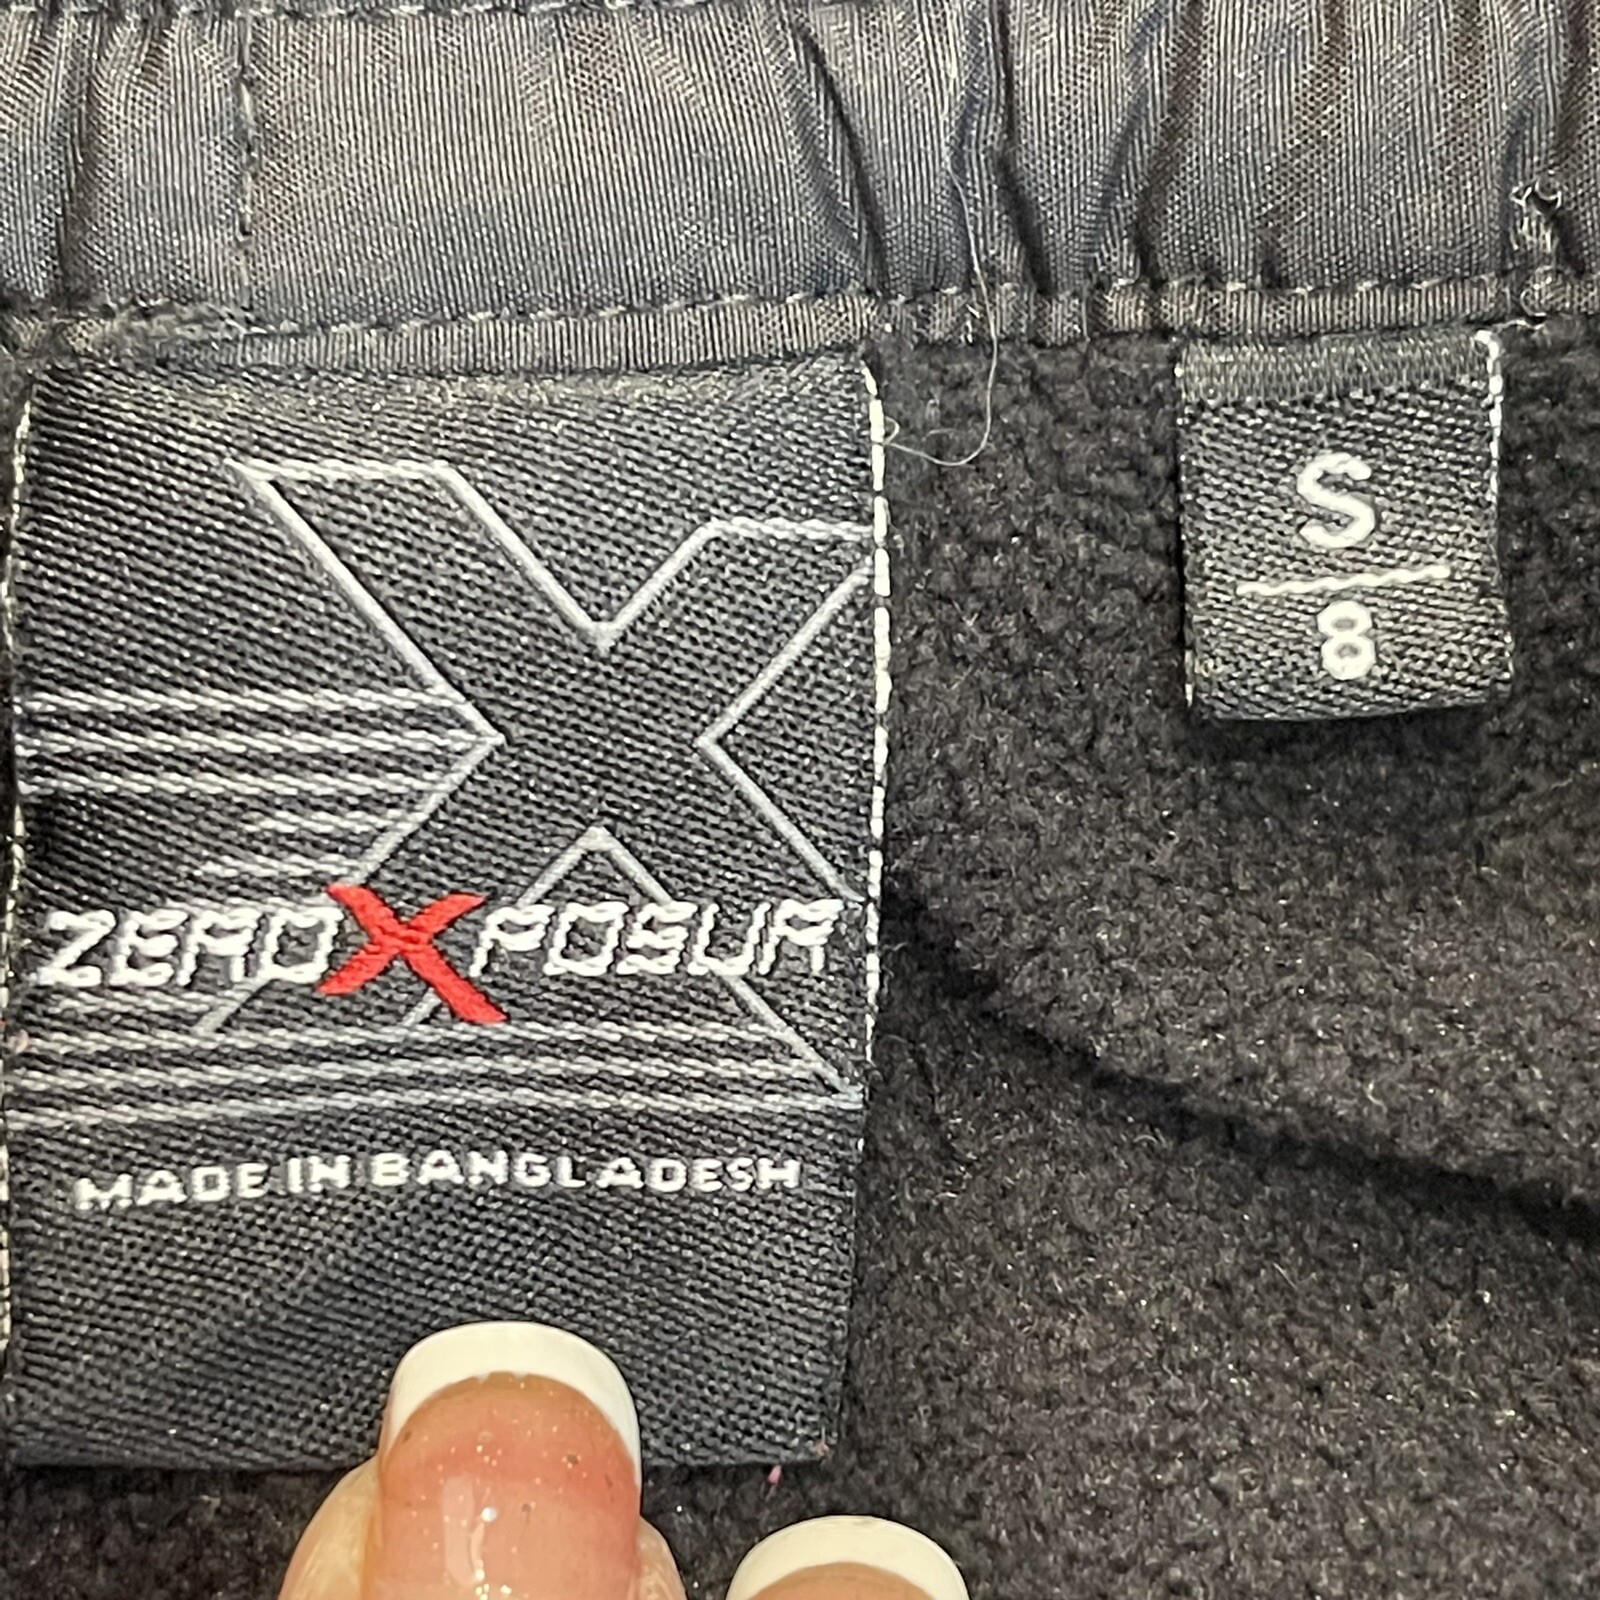 ZEROXPOSUR
MADE IN BANGLADESH
S
8